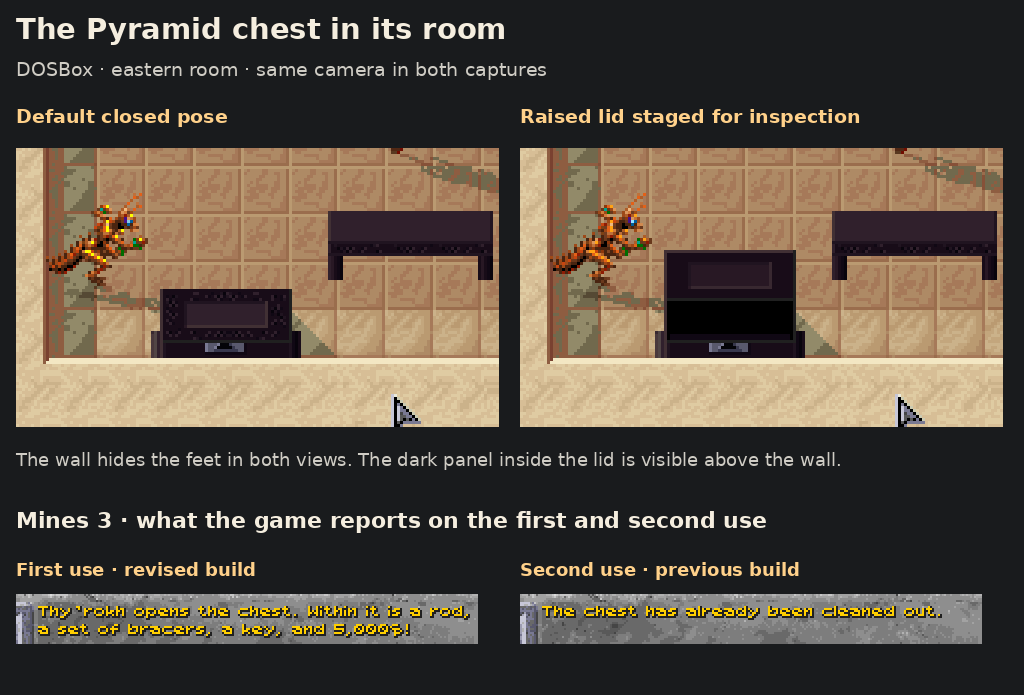 The Pyramid chest in its room
DOSBox · eastern room · same camera in both captures
Default closed pose
Raised lid staged for inspection
The wall hides the feet in both views. The dark panel inside the lid is visible above the wall.
Mines 3 · what the game reports on the first and second use
First use · revised build
Second use · previous build
Thy'rokh opens the chest. Within it is a rod,
a set of bracers, a key, and 5,000
The chest has already been cleaned out.